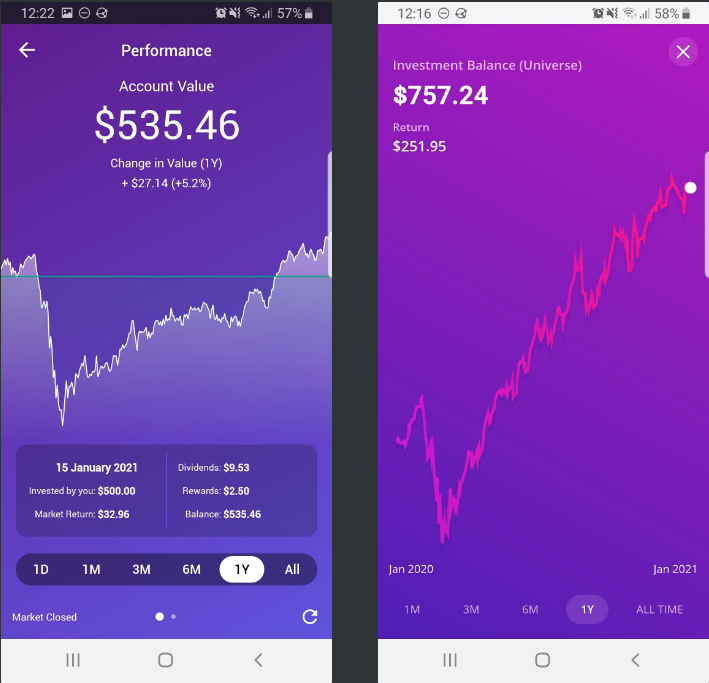 12:22 57%
Performance
Account Value
$535.46
Change in Value (1Y)
+ $27.14 (+5.2%)
15 January 2021
Invested by you: $500.00
Market Return: $32.96
Dividends: $9.53
Rewards: $2.50
Balance: $535.46
1D 1M 3M 6M 1Y All
Market Closed
12:16 58%
Investment Balance (Universe)
$757.24
Return
$251.95
Jan 2020 Jan 2021
1M 3M 6M 1Y ALL TIME